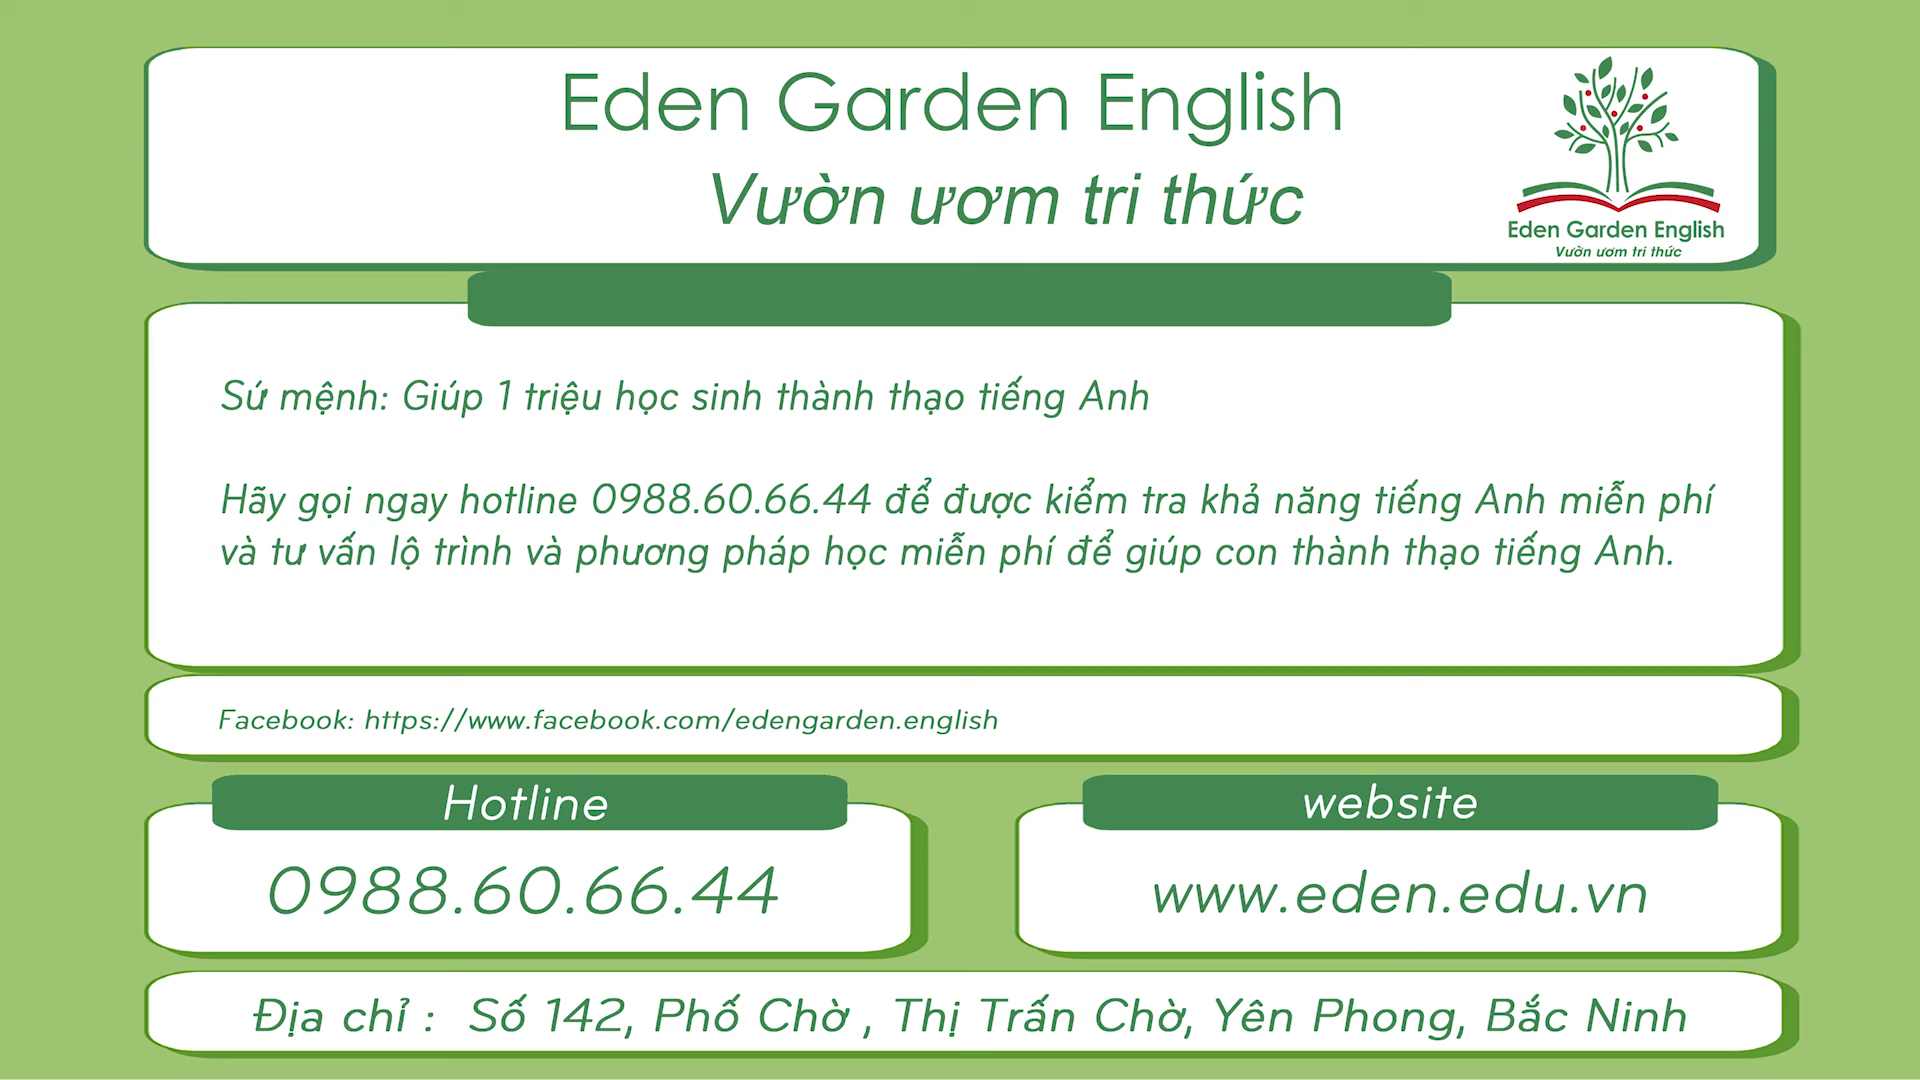 Eden Garden English
Vườn ươm tri thức
Eden Garden English
Vườn ươm tri thức
Sứ mệnh: Giúp 1 triệu học sinh thành thạo tiếng Anh
Hãy gọi ngay hotline 0988.60.66.44 để được kiểm tra khả năng tiếng Anh miễn phí
và tư vấn lộ trình và phương pháp học miễn phí để giúp con thành thạo tiếng Anh.
Facebook: https://www.facebook.com/edengarden.english
Hotline
0988.60.66.44
website
www.eden.edu.vn
Địa chỉ : Số 142, Phố Chờ , Thị Trấn Chờ, Yên Phong, Bắc Ninh